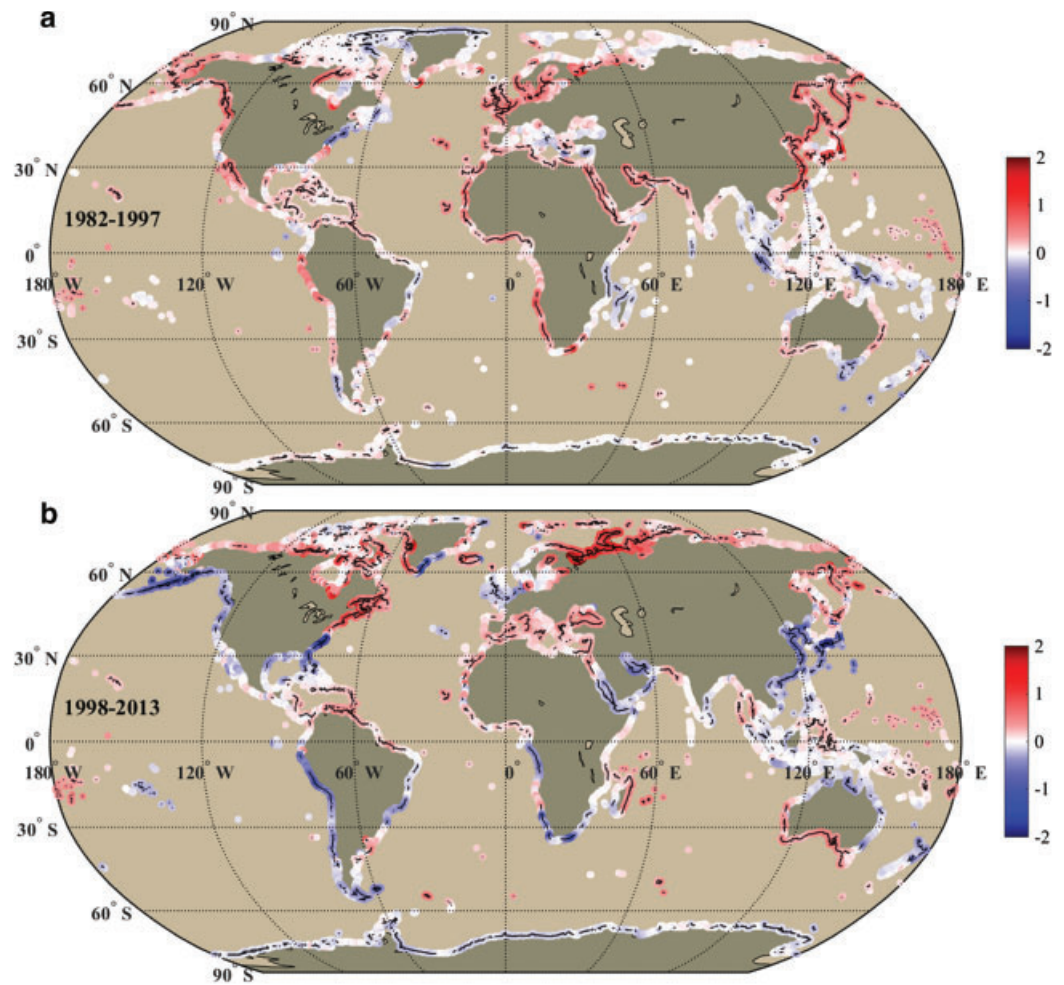 a
90° N
60° N
30° N
1982-1997
0°
180° W
120° W
60° W
0
60° E
120° E
180° E
30° S
60° S
90° S
2
1
0
-1
-2
b
90° N
60° N
30° N
1998-2013
0°
180° W
120° W
60° W
0
60° E
120° E
180° E
30° S
60° S
90° S
2
1
0
-1
-2